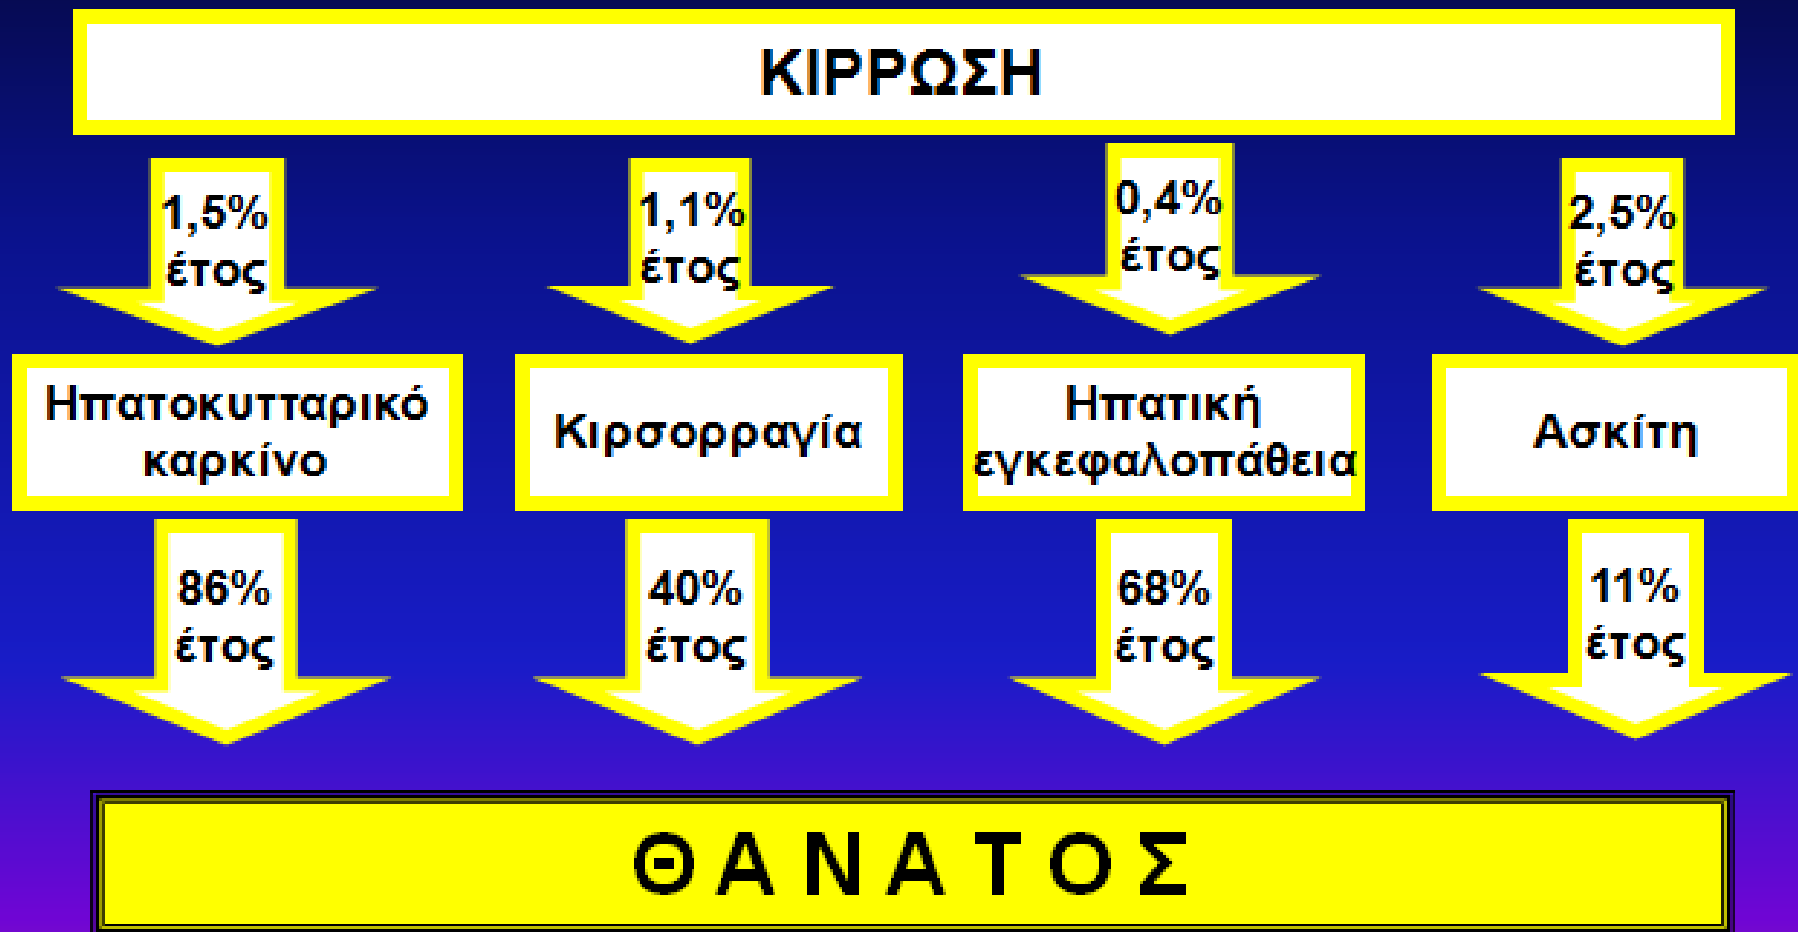 ΚΙΡΡΩΣΗ
1,5%
έτος
1,1%
έτος
0,4%
έτος
2,5%
έτος
Ηπατοκυτταρικό
καρκίνο
Κιρσορραγία
Ηπατική
εγκεφαλοπάθεια
Ασκίτη
86%
έτος
40%
έτος
68%
έτος
11%
έτος
Θ Α Ν Α Τ Ο Σ